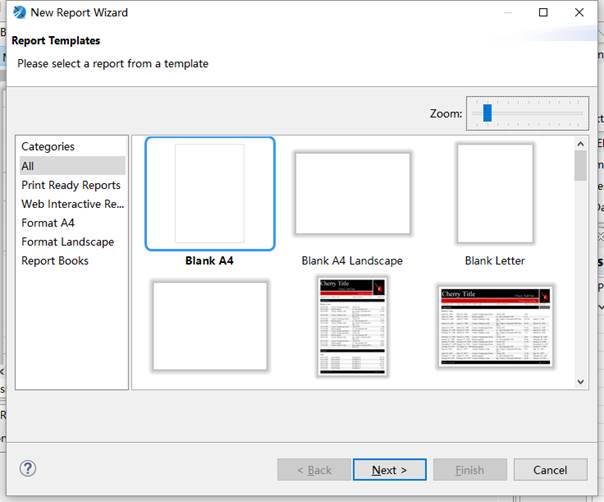 New Report Wizard
Report Templates
Please select a report from a template
Zoom:
Categories
All
Print Ready Reports
Web Interactive Re...
Format A4
Format Landscape
Report Books
Blank A4
Blank A4 Landscape
Blank Letter
Cherry Title
Cherry Title
< Back
Next >
Finish
Cancel